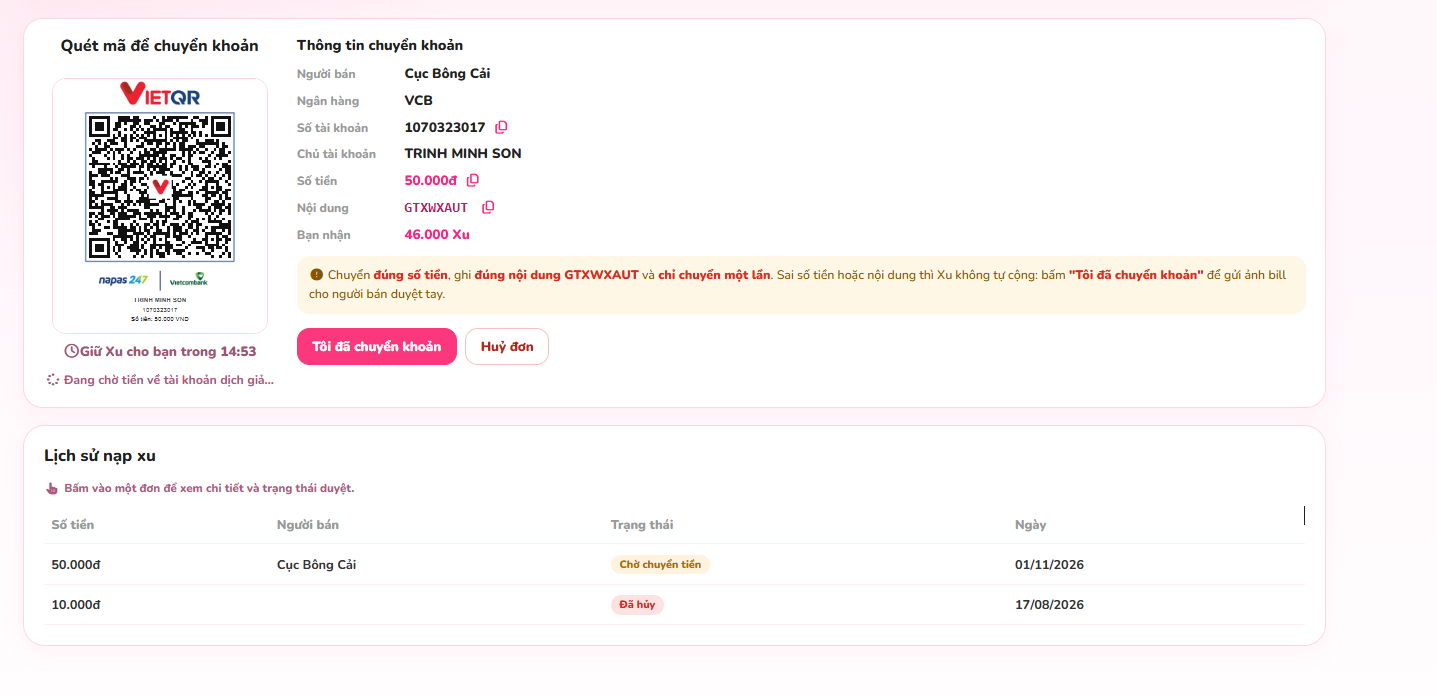 Quét mã để chuyển khoản
VIETQR
napas 247
Vietcombank
TRINH MINH SON
1070323017
Số tiền: 50.000 VND
Giữ Xu cho bạn trong 14:53
Đang chờ tiền về tài khoản dịch giả...
Thông tin chuyển khoản
Người bán Cục Bông Cải
Ngân hàng VCB
Số tài khoản 1070323017
Chủ tài khoản TRINH MINH SON
Số tiền 50.000đ
Nội dung GTXWXAUT
Bạn nhận 46.000 Xu
Chuyển đúng số tiền, ghi đúng nội dung GTXWXAUT và chỉ chuyển một lần. Sai số tiền hoặc nội dung thì Xu không tự cộng: bấm "Tôi đã chuyển khoản" để gửi ảnh bill
cho người bán duyệt tay.
Tôi đã chuyển khoản Huỷ đơn
Lịch sử nạp xu
Bấm vào một đơn để xem chi tiết và trạng thái duyệt.
Số tiền Người bán Trạng thái Ngày
50.000đ Cục Bông Cải Chờ chuyển tiền 01/11/2026
10.000đ Đã hủy 17/08/2026